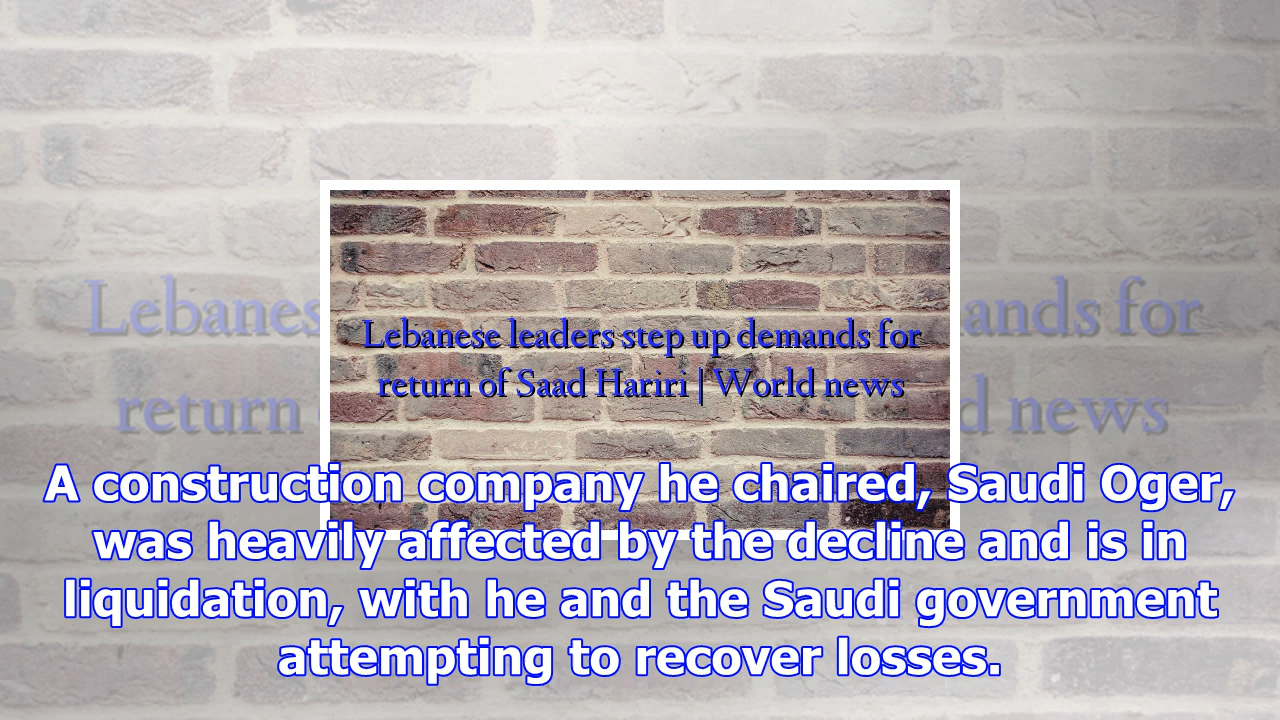 Lebanese leaders step up demands for
return of Saad Hariri | World news
A construction company he chaired, Saudi Oger,
was heavily affected by the decline and is in
liquidation, with he and the Saudi government
attempting to recover losses.